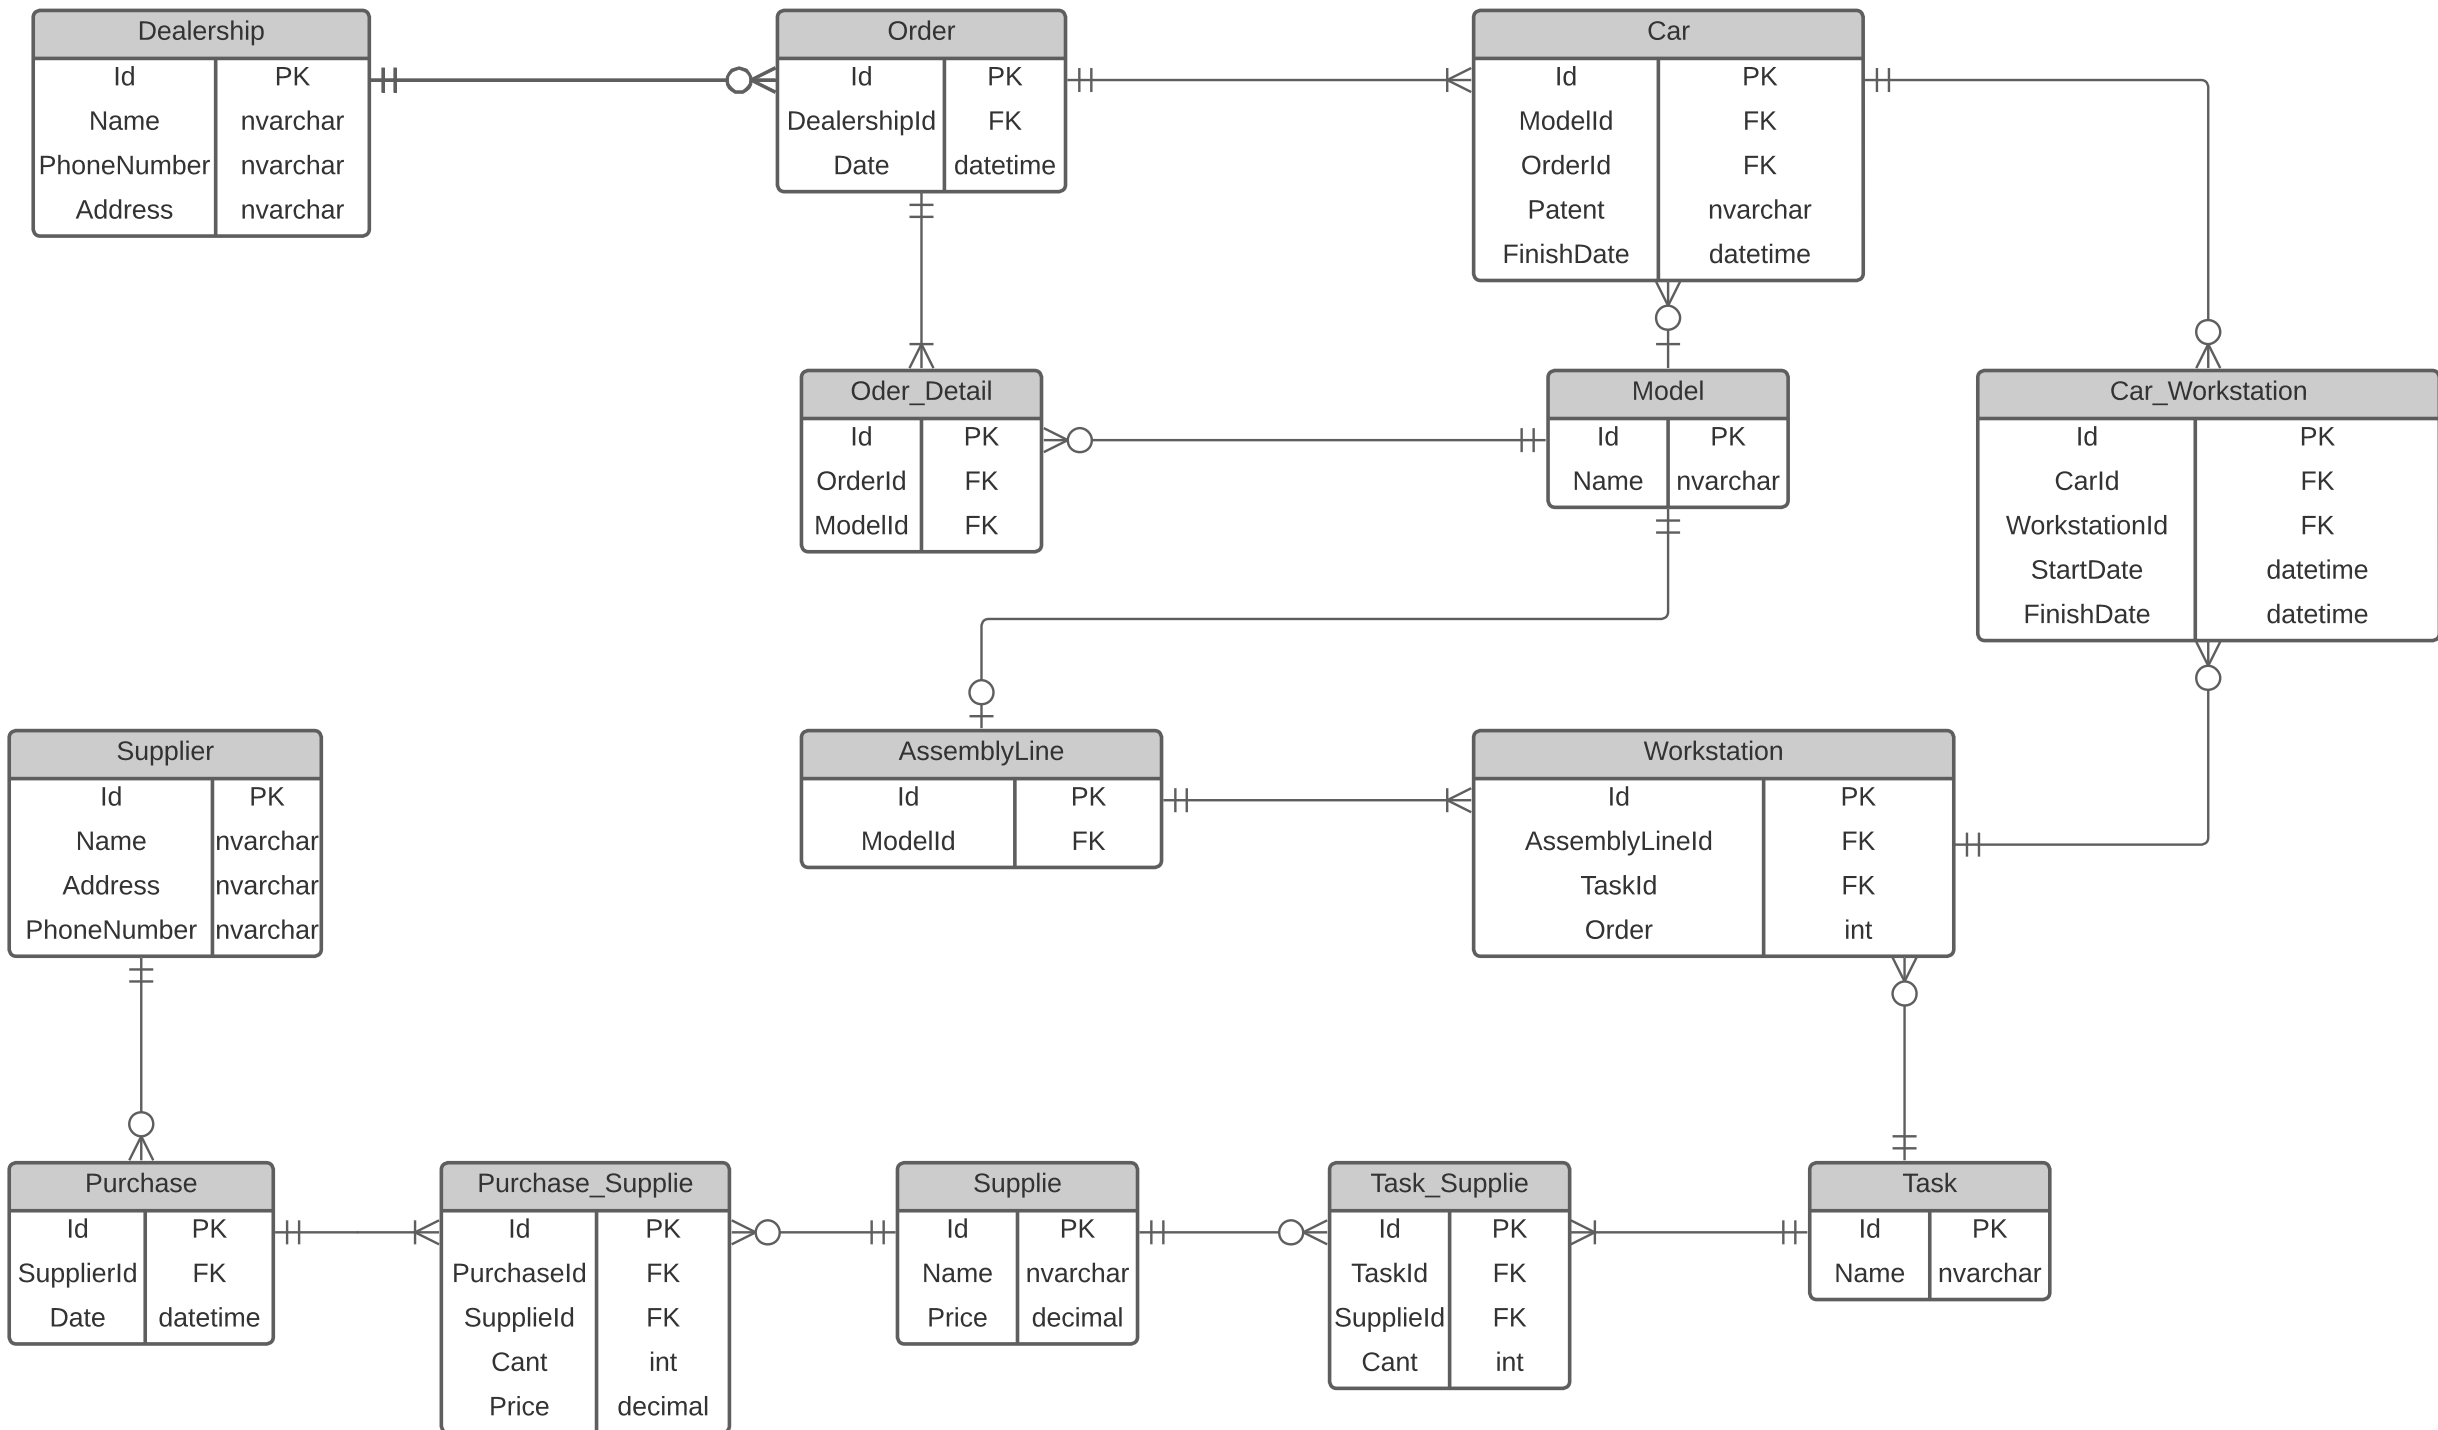 Dealership
Id PK
Name nvarchar
PhoneNumber nvarchar
Address nvarchar
Order
Id PK
DealershipId FK
Date datetime
Car
Id PK
ModelId FK
OrderId FK
Patent nvarchar
FinishDate datetime
Oder_Detail
Id PK
OrderId FK
ModelId FK
Model
Id PK
Name nvarchar
Car_Workstation
Id PK
CarId FK
WorkstationId FK
StartDate datetime
FinishDate datetime
Supplier
Id PK
Name nvarchar
Address nvarchar
PhoneNumber nvarchar
AssemblyLine
Id PK
ModelId FK
Workstation
Id PK
AssemblyLineId FK
TaskId FK
Order int
Purchase
Id PK
SupplierId FK
Date datetime
Purchase_Supplie
Id PK
PurchaseId FK
SupplieId FK
Cant int
Price decimal
Supplie
Id PK
Name nvarchar
Price decimal
Task_Supplie
Id PK
TaskId FK
SupplieId FK
Cant int
Task
Id PK
Name nvarchar